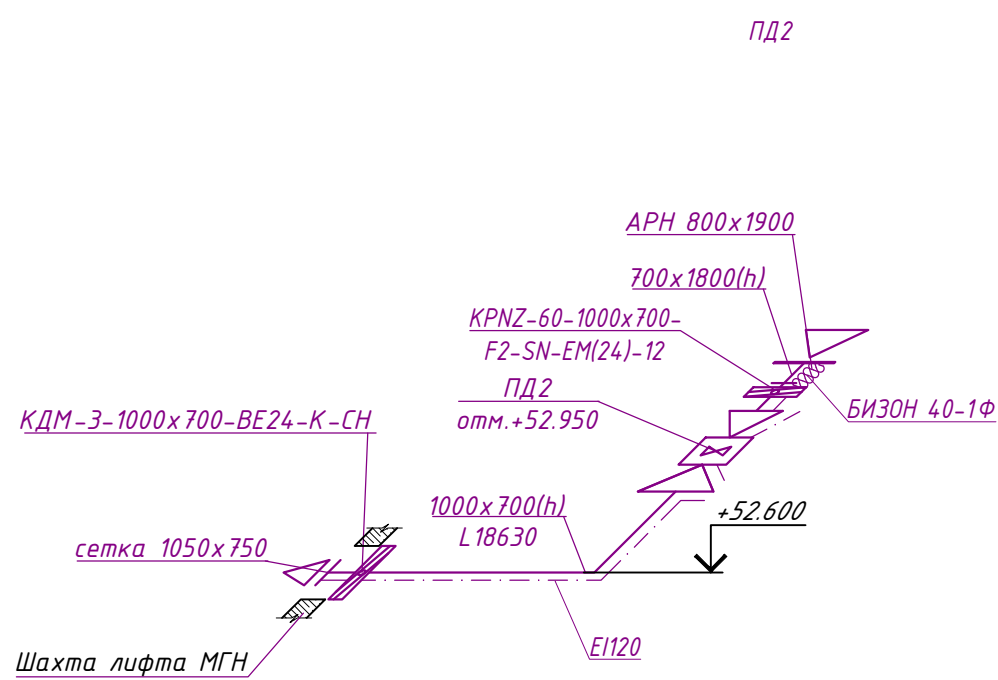 ПД2
АРН 800х1900
700х1800(h)
KPNZ-60-1000х700-
F2-SN-EM(24)-12
ПД2
отм.+52.950
БИЗОН 40-1Ф
КДМ-3-1000х700-ВЕ24-К-СН
1000х700(h)
L18630
+52.600
сетка 1050х750
EI120
Шахта лифта МГН